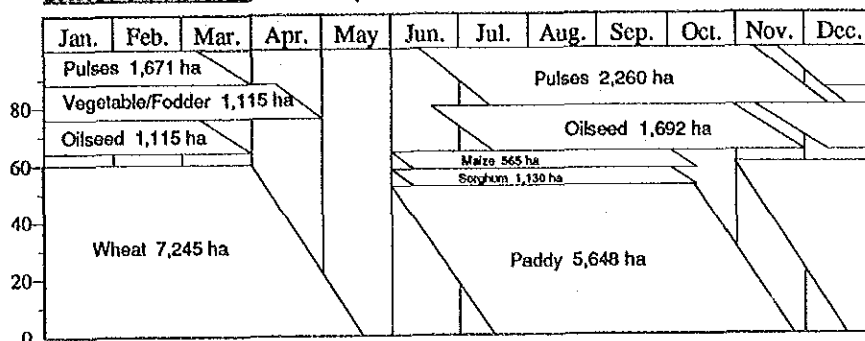 Jan. Feb. Mar. Apr. May Jun. Jul. Aug. Sep. Oct. Nov. Dec.
Pulses 1,671 ha
Pulses 2,260 ha
Vegetable/Fodder 1,115 ha
80
Oilseed 1,115 ha
Oilseed 1,692 ha
Maize 565 ha
60
Sorghum 1,130 ha
40
Wheat 7,245 ha
Paddy 5,648 ha
20
0